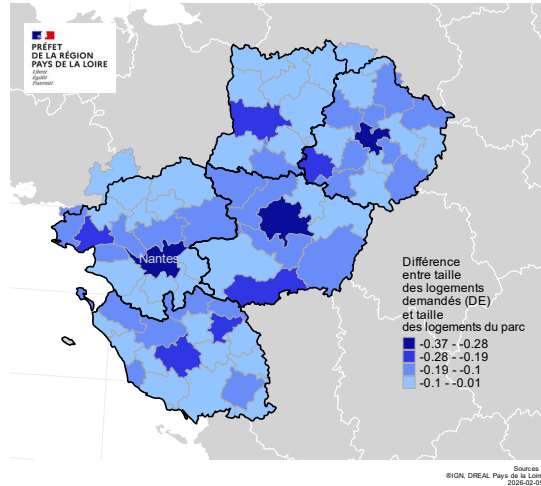 PRÉFET
DE LA RÉGION
PAYS DE LA LOIRE
Liberté
Égalité
Fraternité
Nantes
Différence
entre taille
des logements
demandés (DE)
et taille
des logements du parc
-0.37 - -0.28
-0.28 - -0.19
-0.19 - -0.1
-0.1 - -0.01
Sources
©IGN, DREAL Pays de la Loire